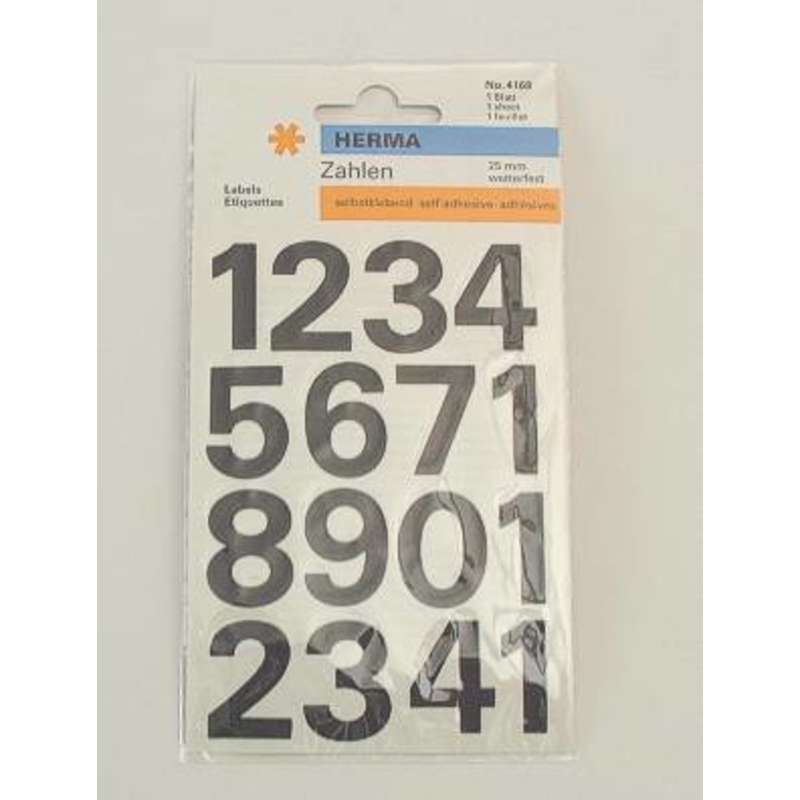 No. 4168
1 Blatt
1 sheet
1 feuillet
HERMA
Zahlen
25 mm
wetterfest
Labels
Etiquettes
selbstklebend · self adhesive · adhésives
1234
5671
8901
2341